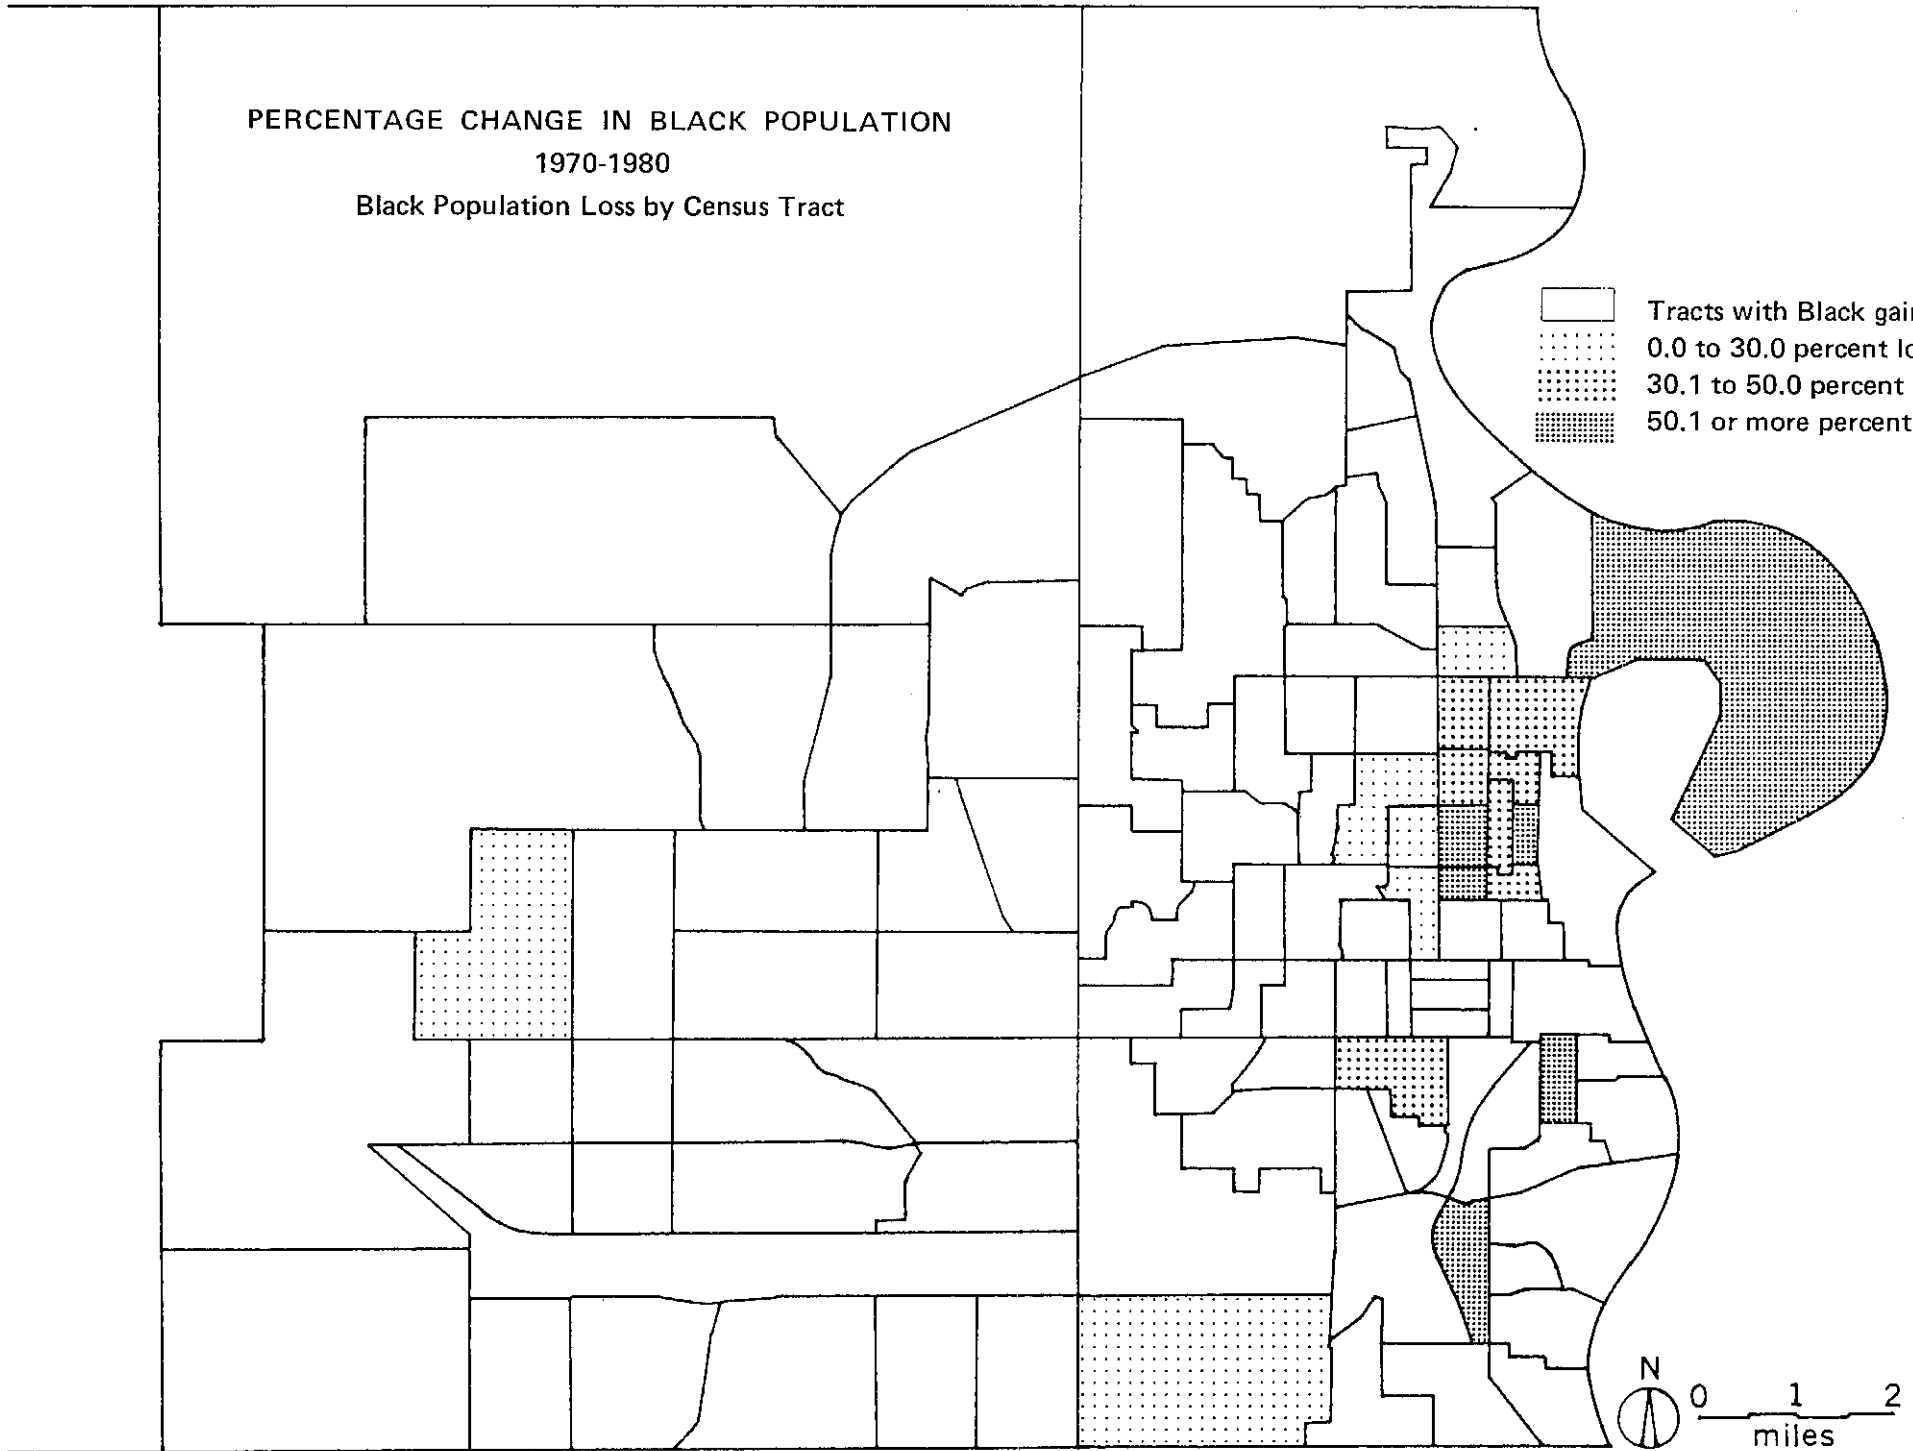 PERCENTAGE CHANGE IN BLACK POPULATION
1970-1980
Black Population Loss by Census Tract
Tracts with Black gain
0.0 to 30.0 percent lo
30.1 to 50.0 percent
50.1 or more percent
N
0 1 2
miles